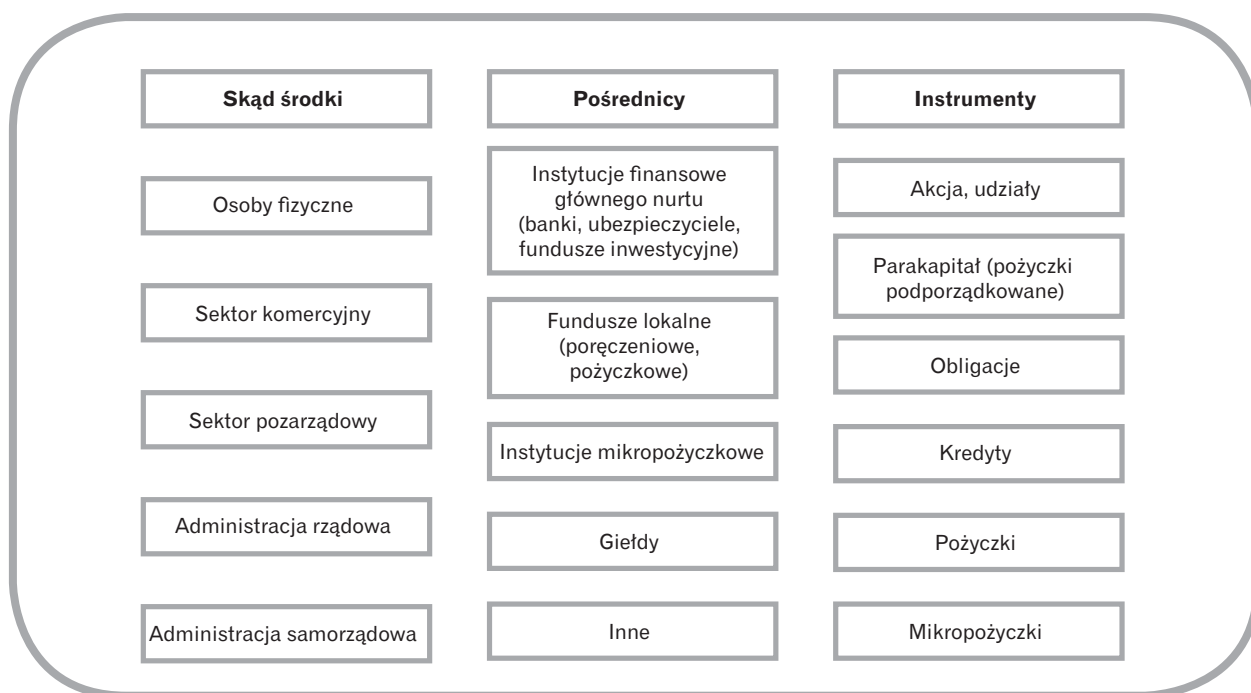 Skąd środki
Osoby fizyczne
Sektor komercyjny
Sektor pozarządowy
Administracja rządowa
Administracja samorządowa
Pośrednicy
Instytucje finansowe
głównego nurtu
(banki, ubezpieczyciele,
fundusze inwestycyjne)
Fundusze lokalne
(poręczeniowe,
pożyczkowe)
Instytucje mikropożyczkowe
Giełdy
Inne
Instrumenty
Akcja, udziały
Parakapitał (pożyczki
podporządkowane)
Obligacje
Kredyty
Pożyczki
Mikropożyczki